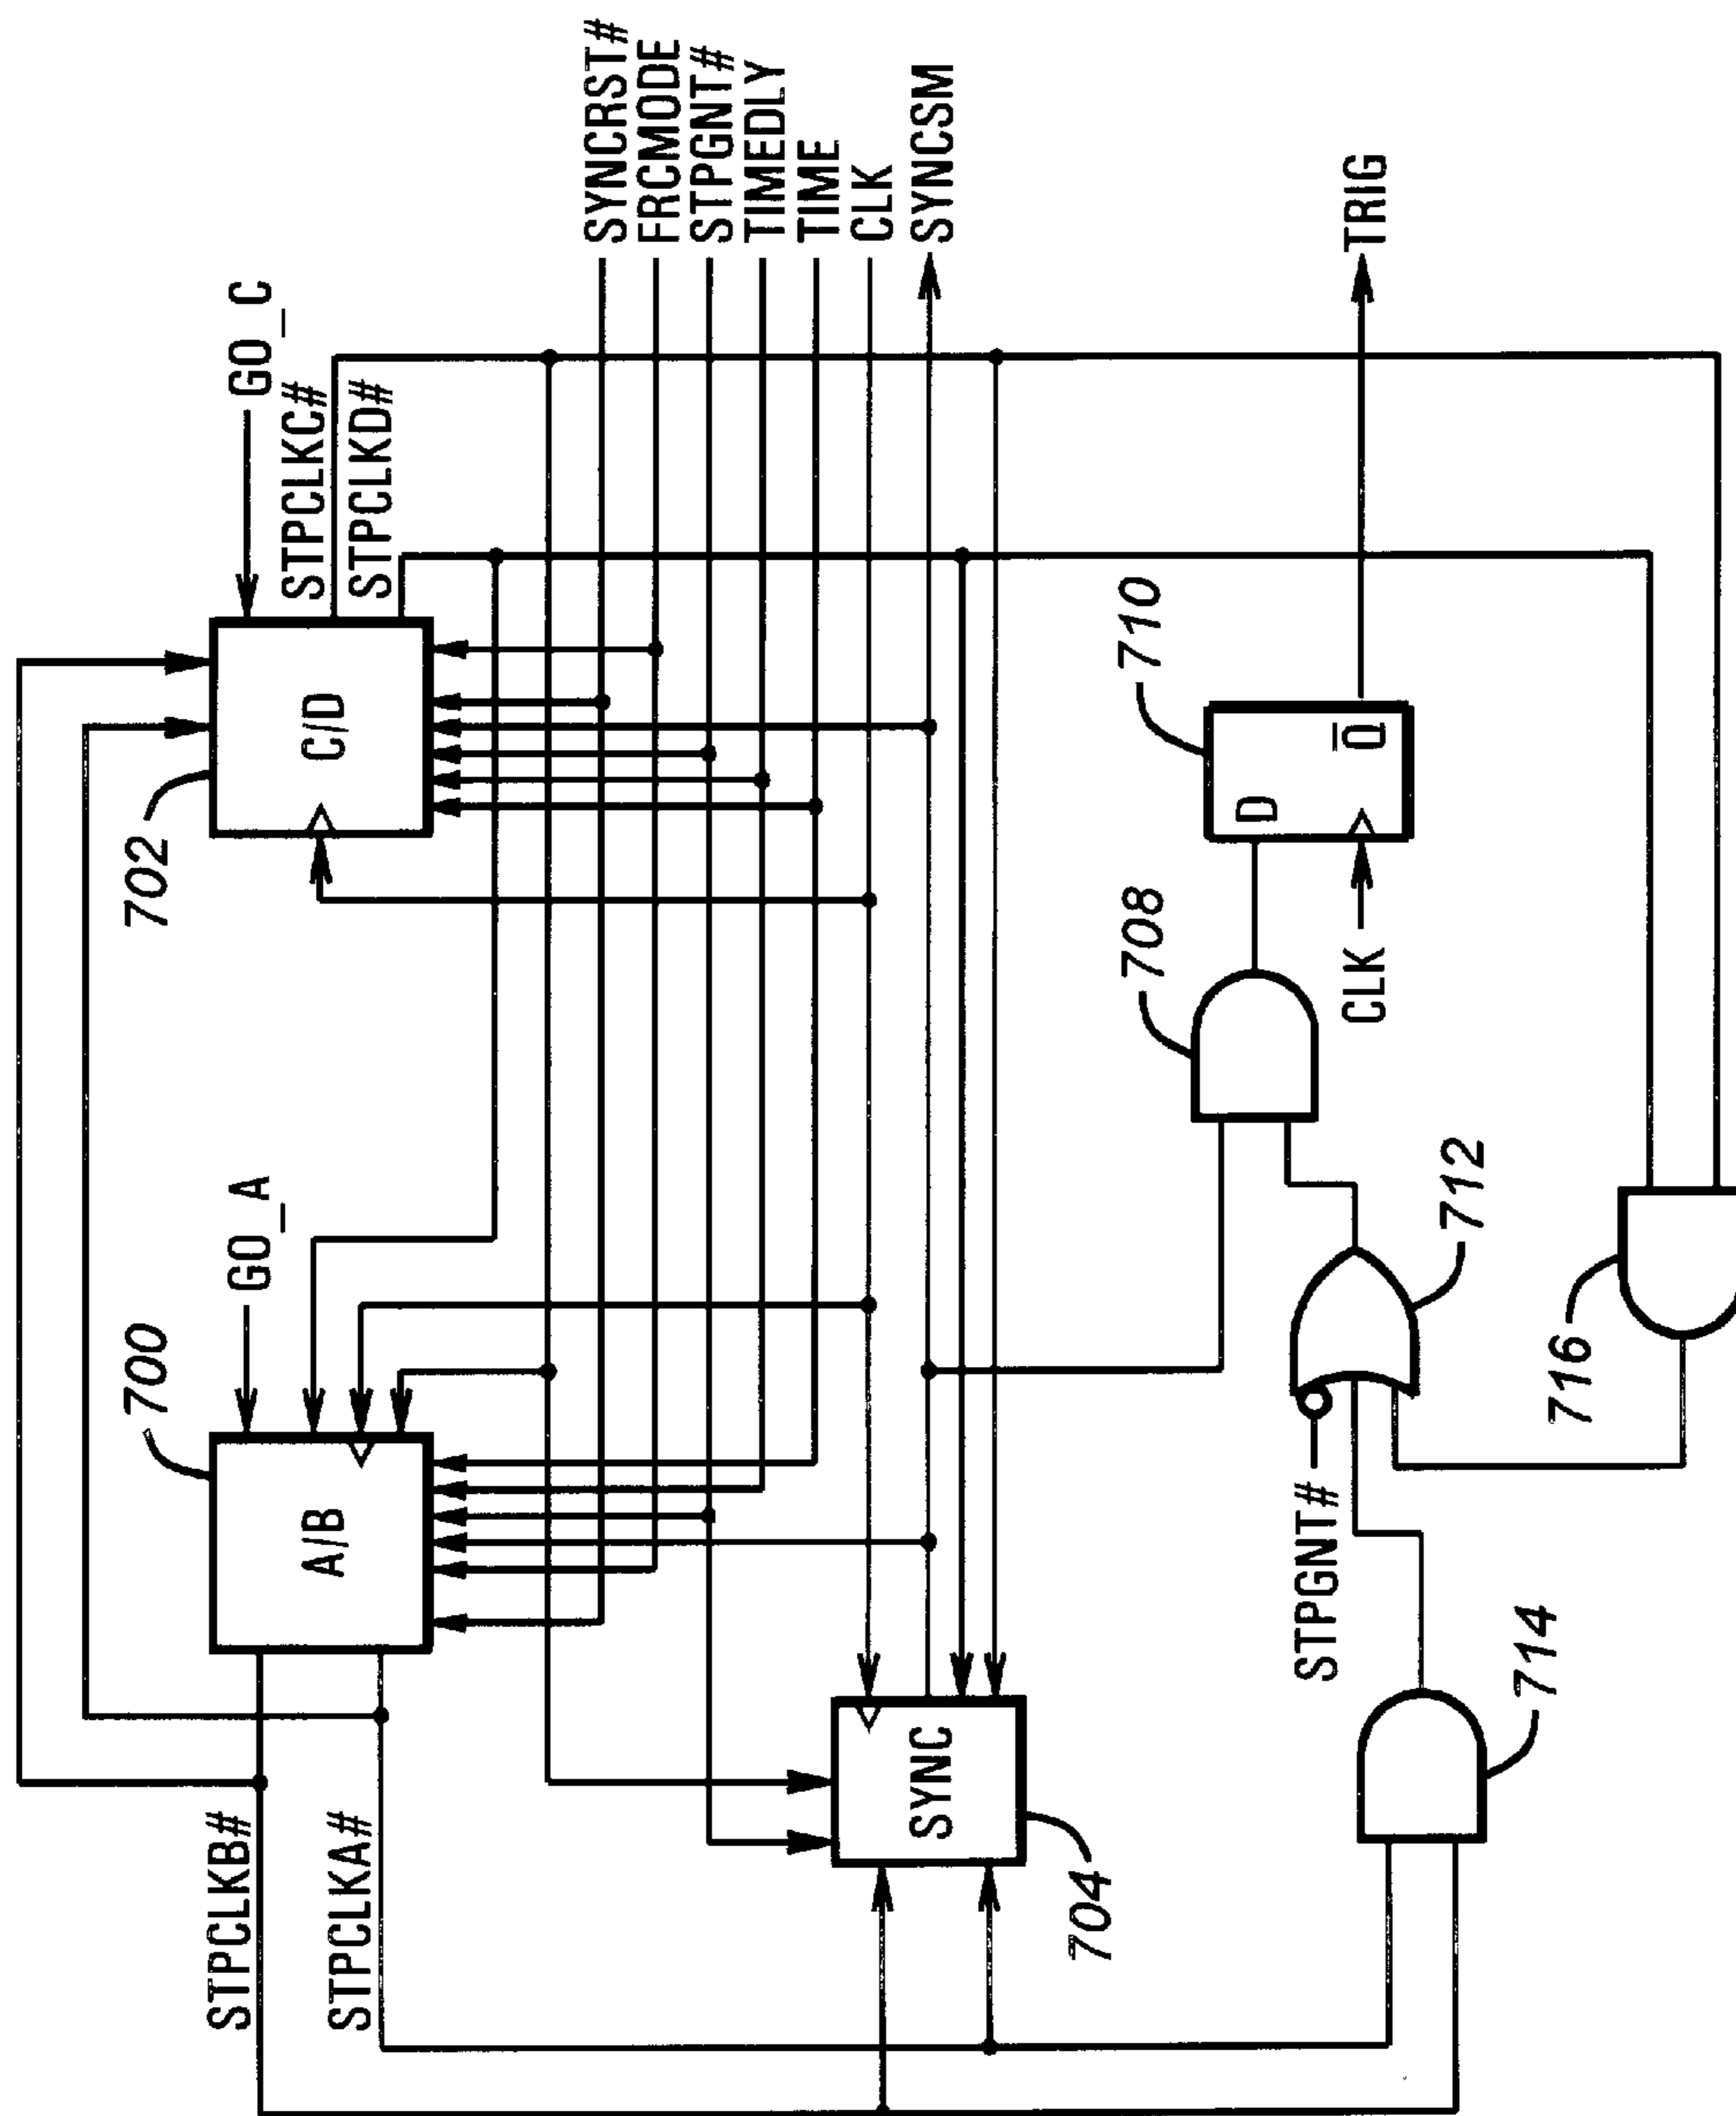 STPCLKB#
STPCLKA#
700
A/B
GO_A
702
C/D
GO_C
STPCLKC#
STPCLKD#
SYNCRST#
FRCMODE
STPGNT#
TIMEDLY
TIME
CLK
SYNCSM
SYNC
704
708
710
D
Q
CLK
TRIG
STPGNT#
712
714
716